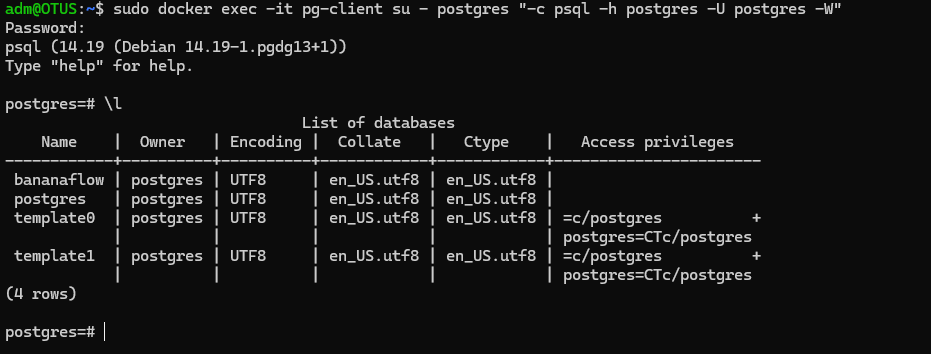 adm@OTUS:~$ sudo docker exec -it pg-client su - postgres "-c psql -h postgres -U postgres -W"
Password:
psql (14.19 (Debian 14.19-1.pgdg13+1))
Type "help" for help.

postgres=# \l
                                 List of databases
    Name    |  Owner   | Encoding |  Collate   |   Ctype    |   Access privileges
------------+----------+----------+------------+------------+-----------------------
 bananaflow | postgres | UTF8     | en_US.utf8 | en_US.utf8 |
 postgres   | postgres | UTF8     | en_US.utf8 | en_US.utf8 |
 template0  | postgres | UTF8     | en_US.utf8 | en_US.utf8 | =c/postgres          +
            |          |          |            |            | postgres=CTc/postgres
 template1  | postgres | UTF8     | en_US.utf8 | en_US.utf8 | =c/postgres          +
            |          |          |            |            | postgres=CTc/postgres
(4 rows)

postgres=#